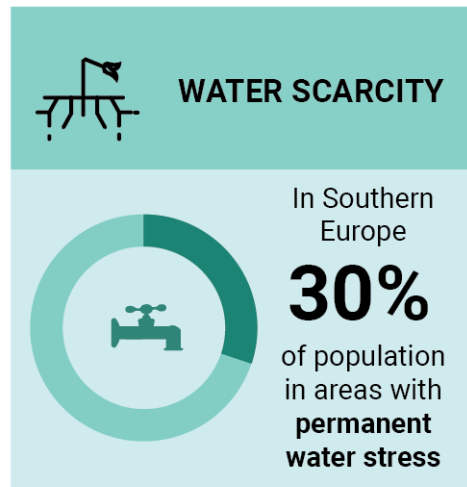 WATER SCARCITY
In Southern
Europe
30%
of population
in areas with
permanent
water stress